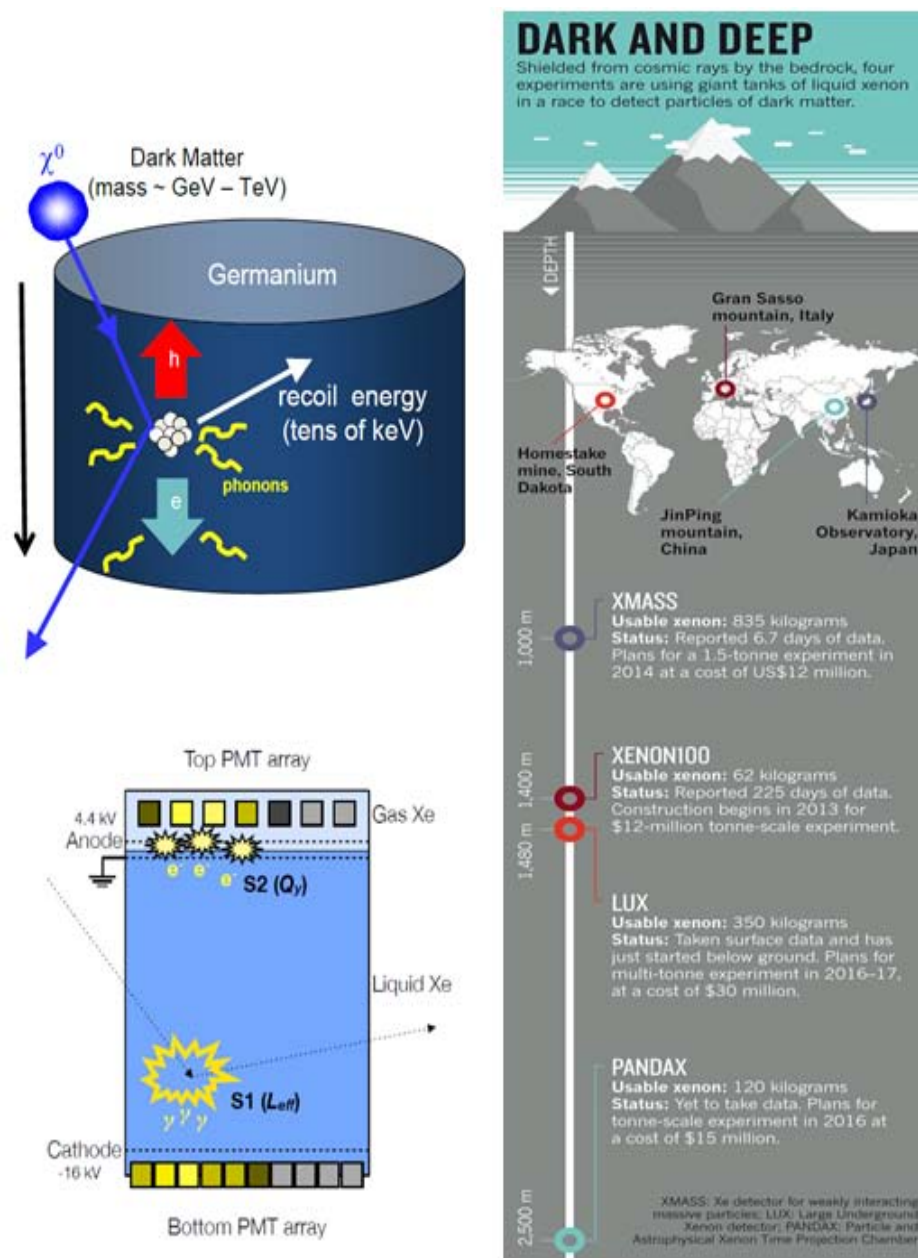 χ⁰
Dark Matter
(mass ~ GeV – TeV)
Germanium
h
recoil energy
(tens of keV)
phonons
e
Top PMT array
4.4 kV
Anode
Gas Xe
e⁻ e e⁻
S2 (Qy)
Liquid Xe
S1 (Leff)
γ γ γ
Cathode
-16 kV
Bottom PMT array
DARK AND DEEP
Shielded from cosmic rays by the bedrock, four
experiments are using giant tanks of liquid xenon
in a race to detect particles of dark matter.
DEPTH
Gran Sasso
mountain, Italy
Homestake
mine, South
Dakota
JinPing
mountain,
China
Kamioka
Observatory,
Japan
1,000 m
XMASS
Usable xenon: 835 kilograms
Status: Reported 6.7 days of data.
Plans for a 1.5-tonne experiment in
2014 at a cost of US$12 million.
1,400 m
XENON100
Usable xenon: 62 kilograms
Status: Reported 225 days of data.
Construction begins in 2013 for
$12-million tonne-scale experiment.
1,480 m
LUX
Usable xenon: 350 kilograms
Status: Taken surface data and has
just started below ground. Plans for
multi-tonne experiment in 2016–17,
at a cost of $30 million.
PANDAX
Usable xenon: 120 kilograms
Status: Yet to take data. Plans for
tonne-scale experiment in 2016 at
a cost of $15 million.
2,500 m
XMASS: Xe detector for weakly interacting
massive particles; LUX: Large Underground
Xenon detector; PANDAX: Particle and
Astrophysical Xenon Time Projection Chamber